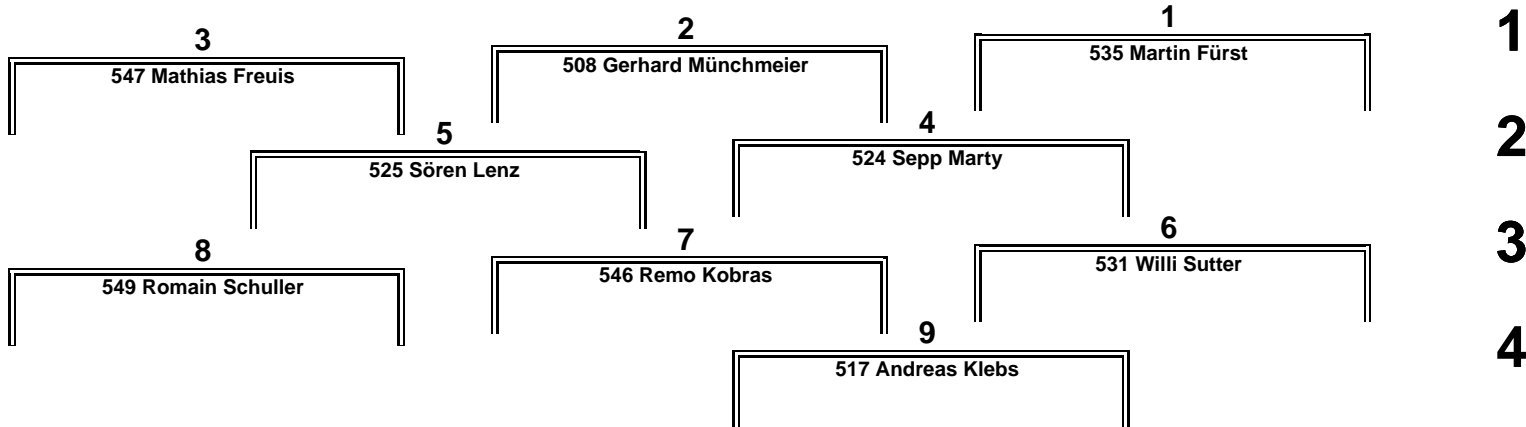 3 2 1 1
547 Mathias Freuis 508 Gerhard Münchmeier 535 Martin Fürst
5 4 2
525 Sören Lenz 524 Sepp Marty
8 7 6 3
549 Romain Schuller 546 Remo Kobras 531 Willi Sutter
9 4
517 Andreas Klebs